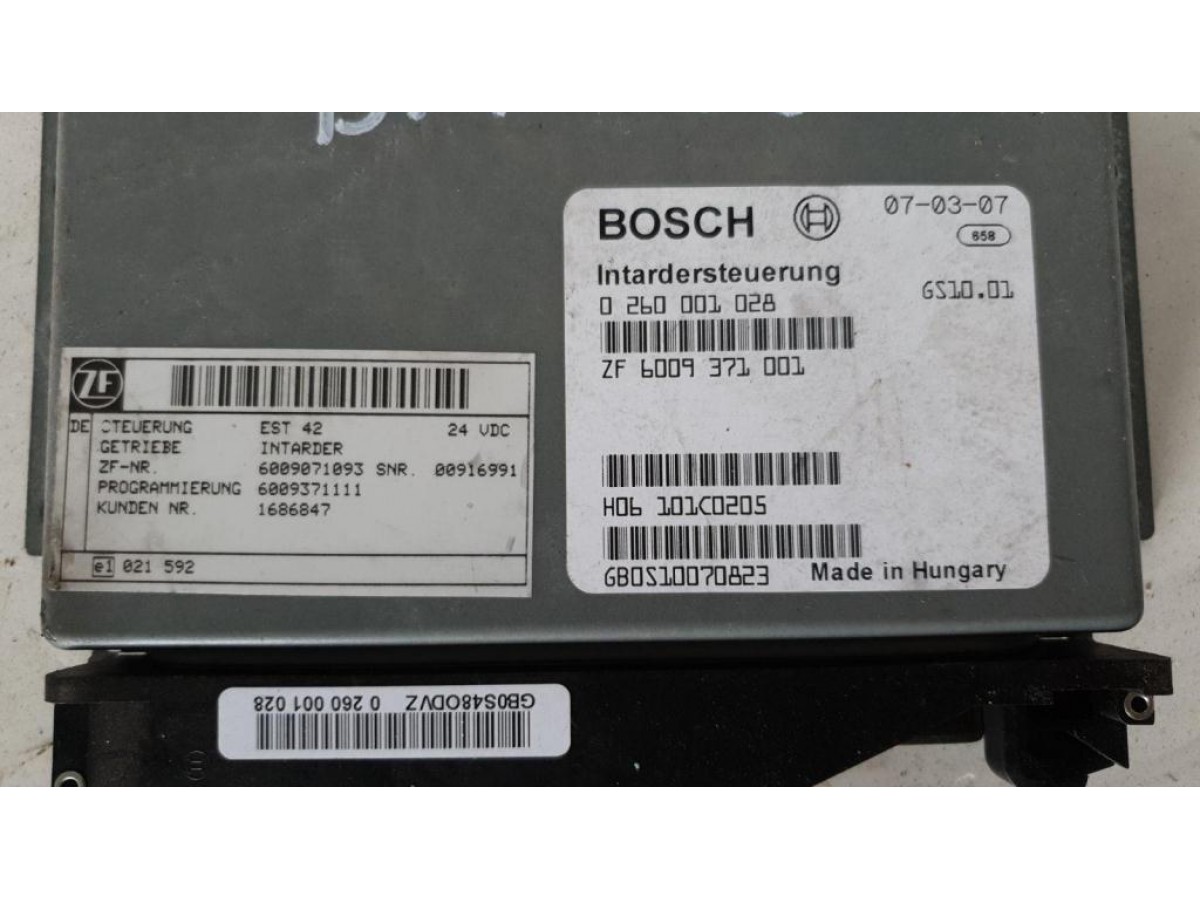 BOSCH
07-03-07
658
Intardersteuerung
0 260 001 028
GS10.01
ZF 6009 371 001
H06 101C0205
GB0S10070823
Made in Hungary
ZF
DE STEUERUNG EST 42 24 VDC
GETRIEBE INTARDER
ZF-NR. 6009071093 SNR. 00916991
PROGRAMMIERUNG 6009371111
KUNDEN NR. 1686847
e1 021 592
GB0S48ODVZ 0 260 001 028